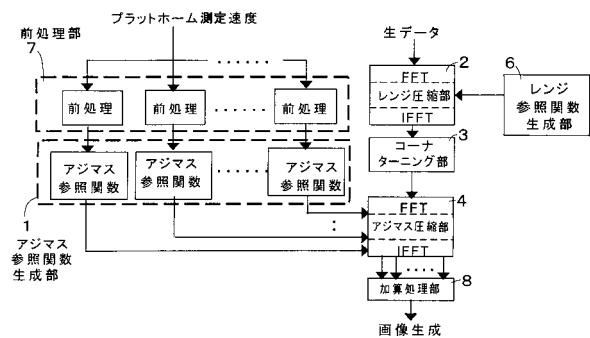 プラットホーム測定速度
前処理部
7
前処理
前処理
前処理
アジマス
参照関数
アジマス
参照関数
アジマス
参照関数
1
アジマス
参照関数
生成部
生データ
2
FFT
レンジ圧縮部
IFFT
6
レンジ
参照関数
生成部
3
コーナ
ターニング部
4
FFT
アジマス圧縮部
IFFT
8
加算処理部
画像生成